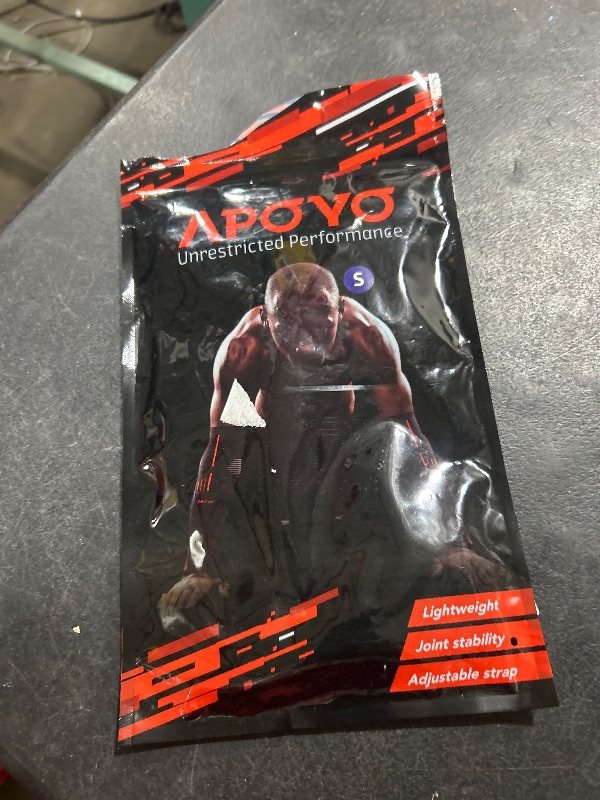 APOYO
Unrestricted Performance
S
Lightweight
Joint stability
Adjustable strap